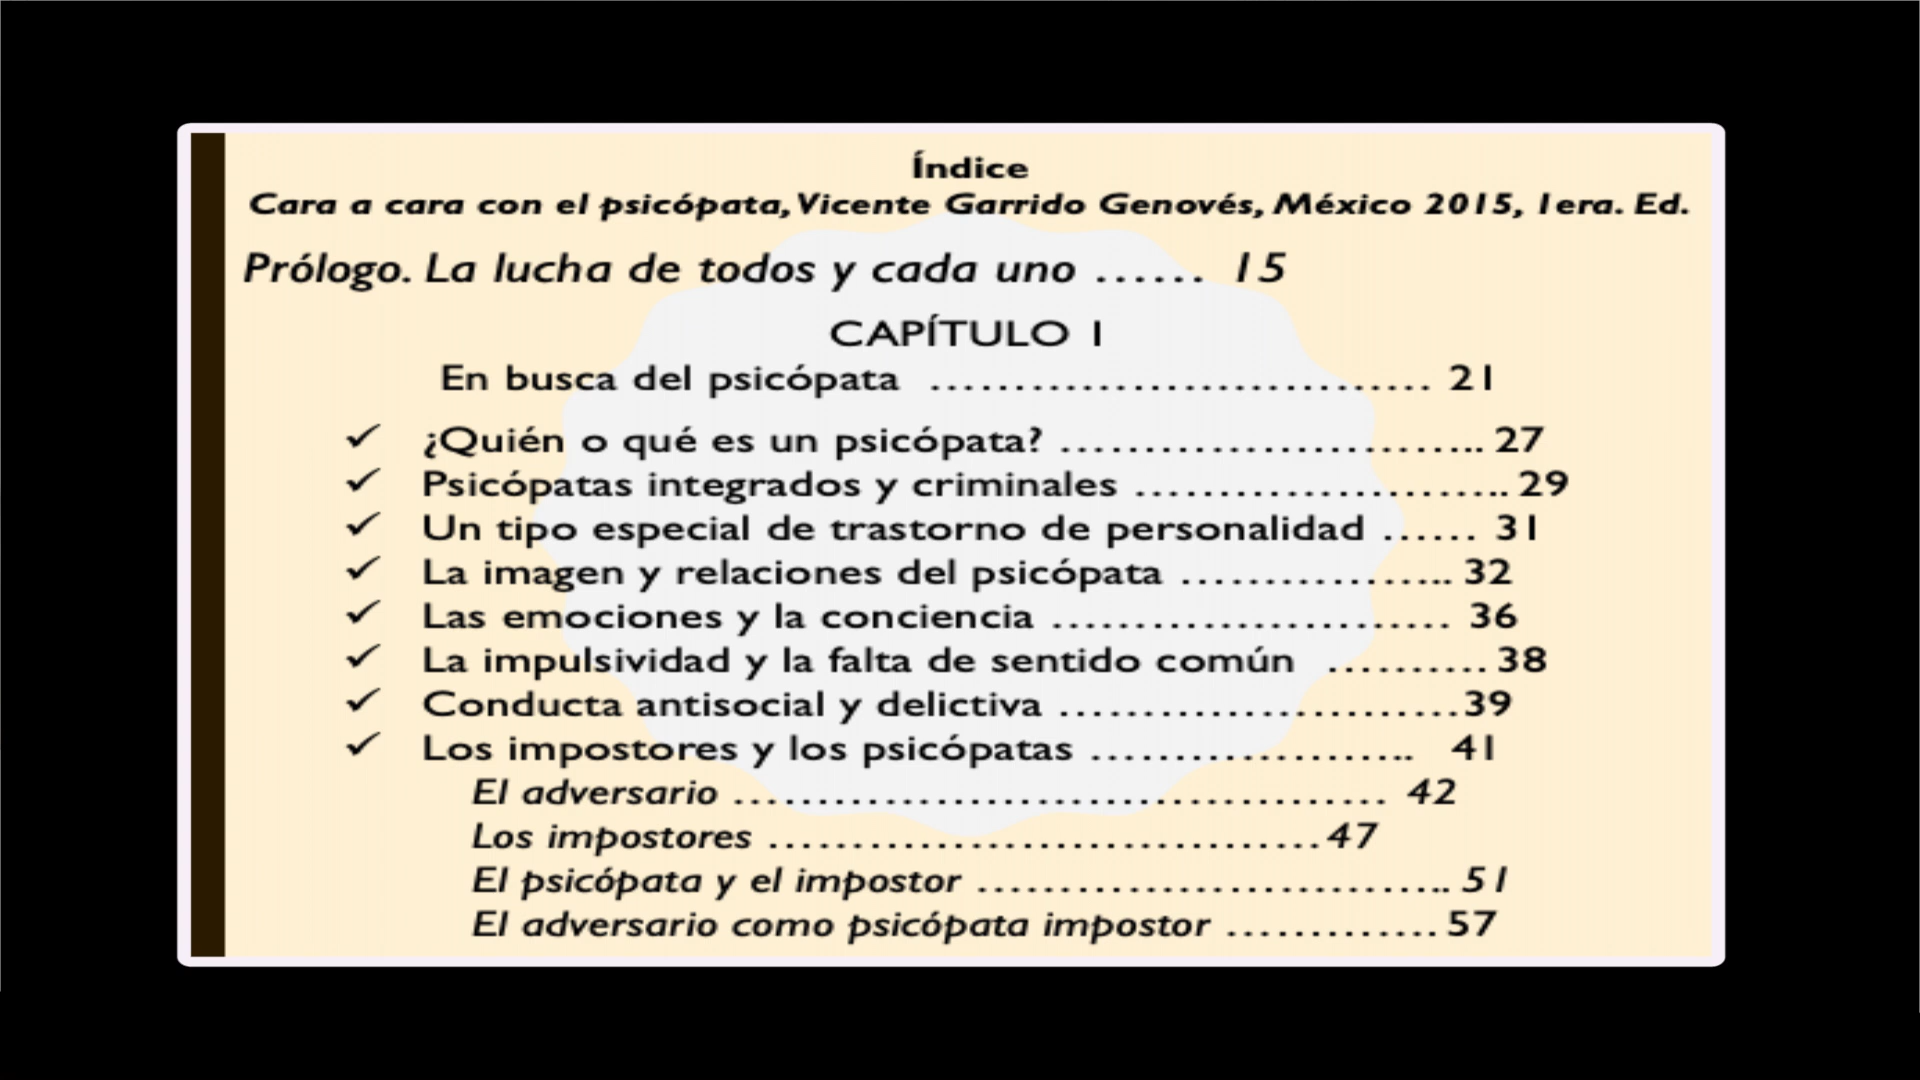 Índice
Cara a cara con el psicópata, Vicente Garrido Genovés, México 2015, 1era. Ed.
Prólogo. La lucha de todos y cada uno ...... 15
CAPÍTULO I
En busca del psicópata .............................. 21
✓ ¿Quién o qué es un psicópata? .......................... 27
✓ Psicópatas integrados y criminales ....................... 29
✓ Un tipo especial de trastorno de personalidad ...... 31
✓ La imagen y relaciones del psicópata ................. 32
✓ Las emociones y la conciencia ........................ 36
✓ La impulsividad y la falta de sentido común .......... 38
✓ Conducta antisocial y delictiva ........................39
✓ Los impostores y los psicópatas .................... 41
El adversario ....................................... 42
Los impostores .................................47
El psicópata y el impostor ............................. 51
El adversario como psicópata impostor ............. 57